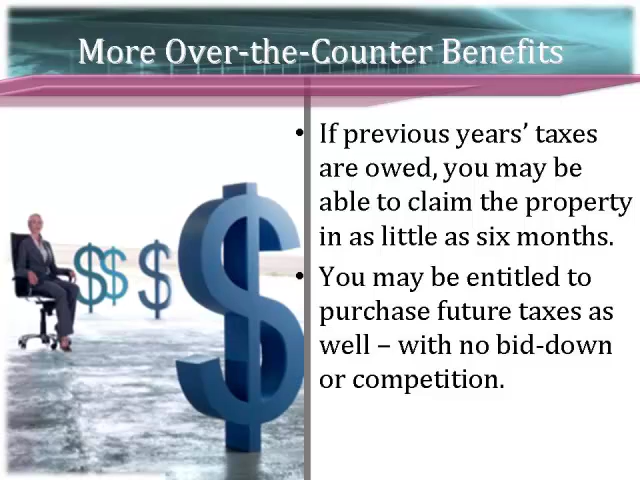 More Over-the-Counter Benefits
• If previous years’ taxes
are owed, you may be
able to claim the property
in as little as six months.
• You may be entitled to
purchase future taxes as
well – with no bid-down
or competition.
$ $ $ $